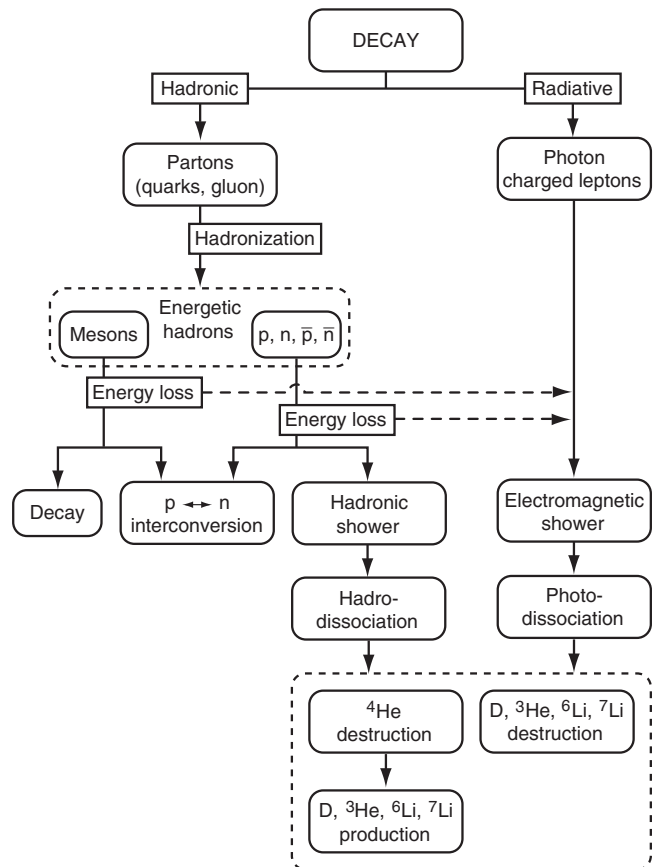 DECAY
Hadronic
Radiative
Partons
(quarks, gluon)
Photon
charged leptons
Hadronization
Energetic
hadrons
Mesons
p, n, p̅, n̅
Energy loss
Energy loss
Decay
p ↔ n
interconversion
Hadronic
shower
Electromagnetic
shower
Hadro-
dissociation
Photo-
dissociation
⁴He
destruction
D, ³He, ⁶Li, ⁷Li
destruction
D, ³He, ⁶Li, ⁷Li
production